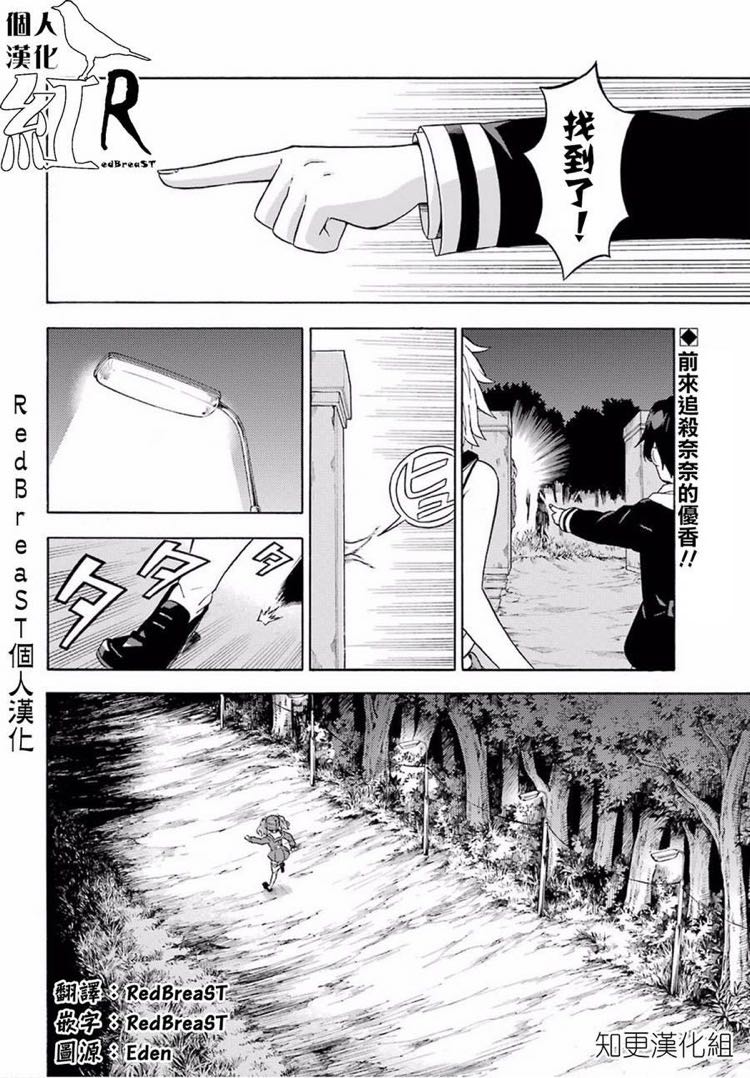 個人
漢化
紅R
edBreaST
找到了!
◆前來追殺奈奈的優香!!
ヒュ
タタタ
RedBreaST個人漢化
翻譯：RedBreaST
嵌字：RedBreaST
圖源：Eden
知更漢化組